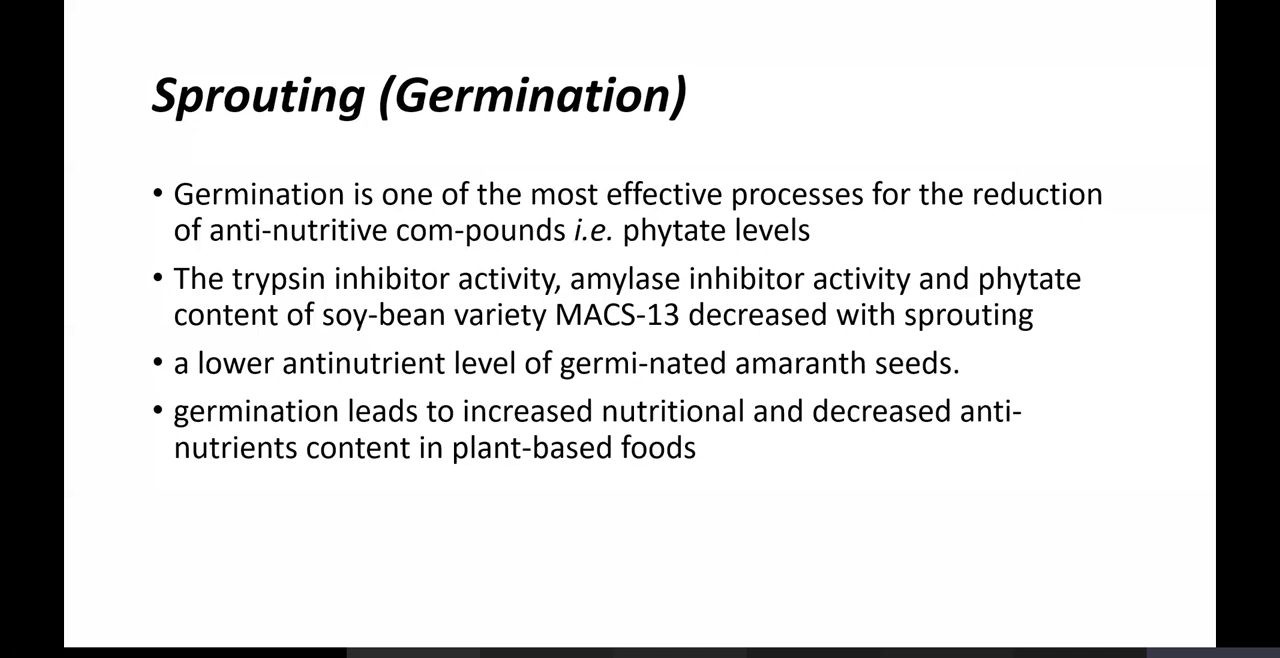 Sprouting (Germination)
• Germination is one of the most effective processes for the reduction
of anti-nutritive com-pounds i.e. phytate levels
• The trypsin inhibitor activity, amylase inhibitor activity and phytate
content of soy-bean variety MACS-13 decreased with sprouting
• a lower antinutrient level of germi-nated amaranth seeds.
• germination leads to increased nutritional and decreased anti-
nutrients content in plant-based foods